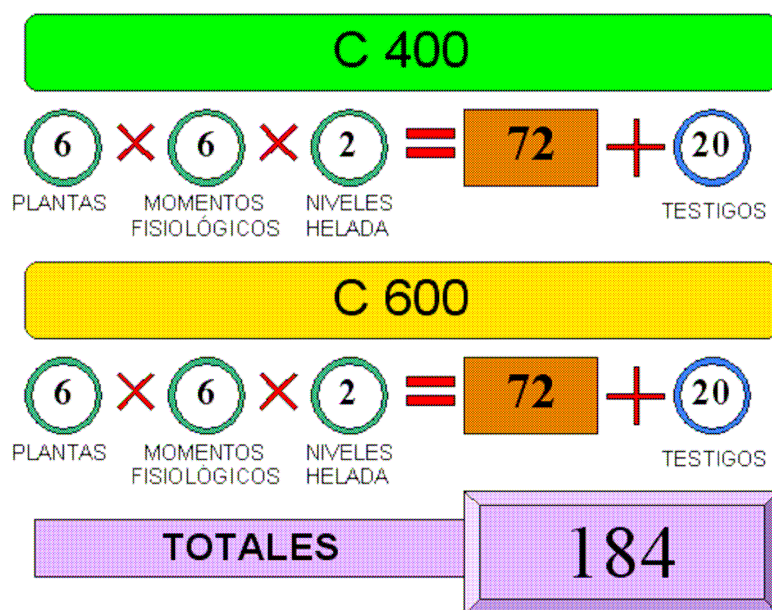 C 400
6 × 6 × 2 = 72 + 20
PLANTAS MOMENTOS NIVELES TESTIGOS
FISIOLÓGICOS HELADA
C 600
6 × 6 × 2 = 72 + 20
PLANTAS MOMENTOS NIVELES TESTIGOS
FISIOLÓGICOS HELADA
TOTALES 184